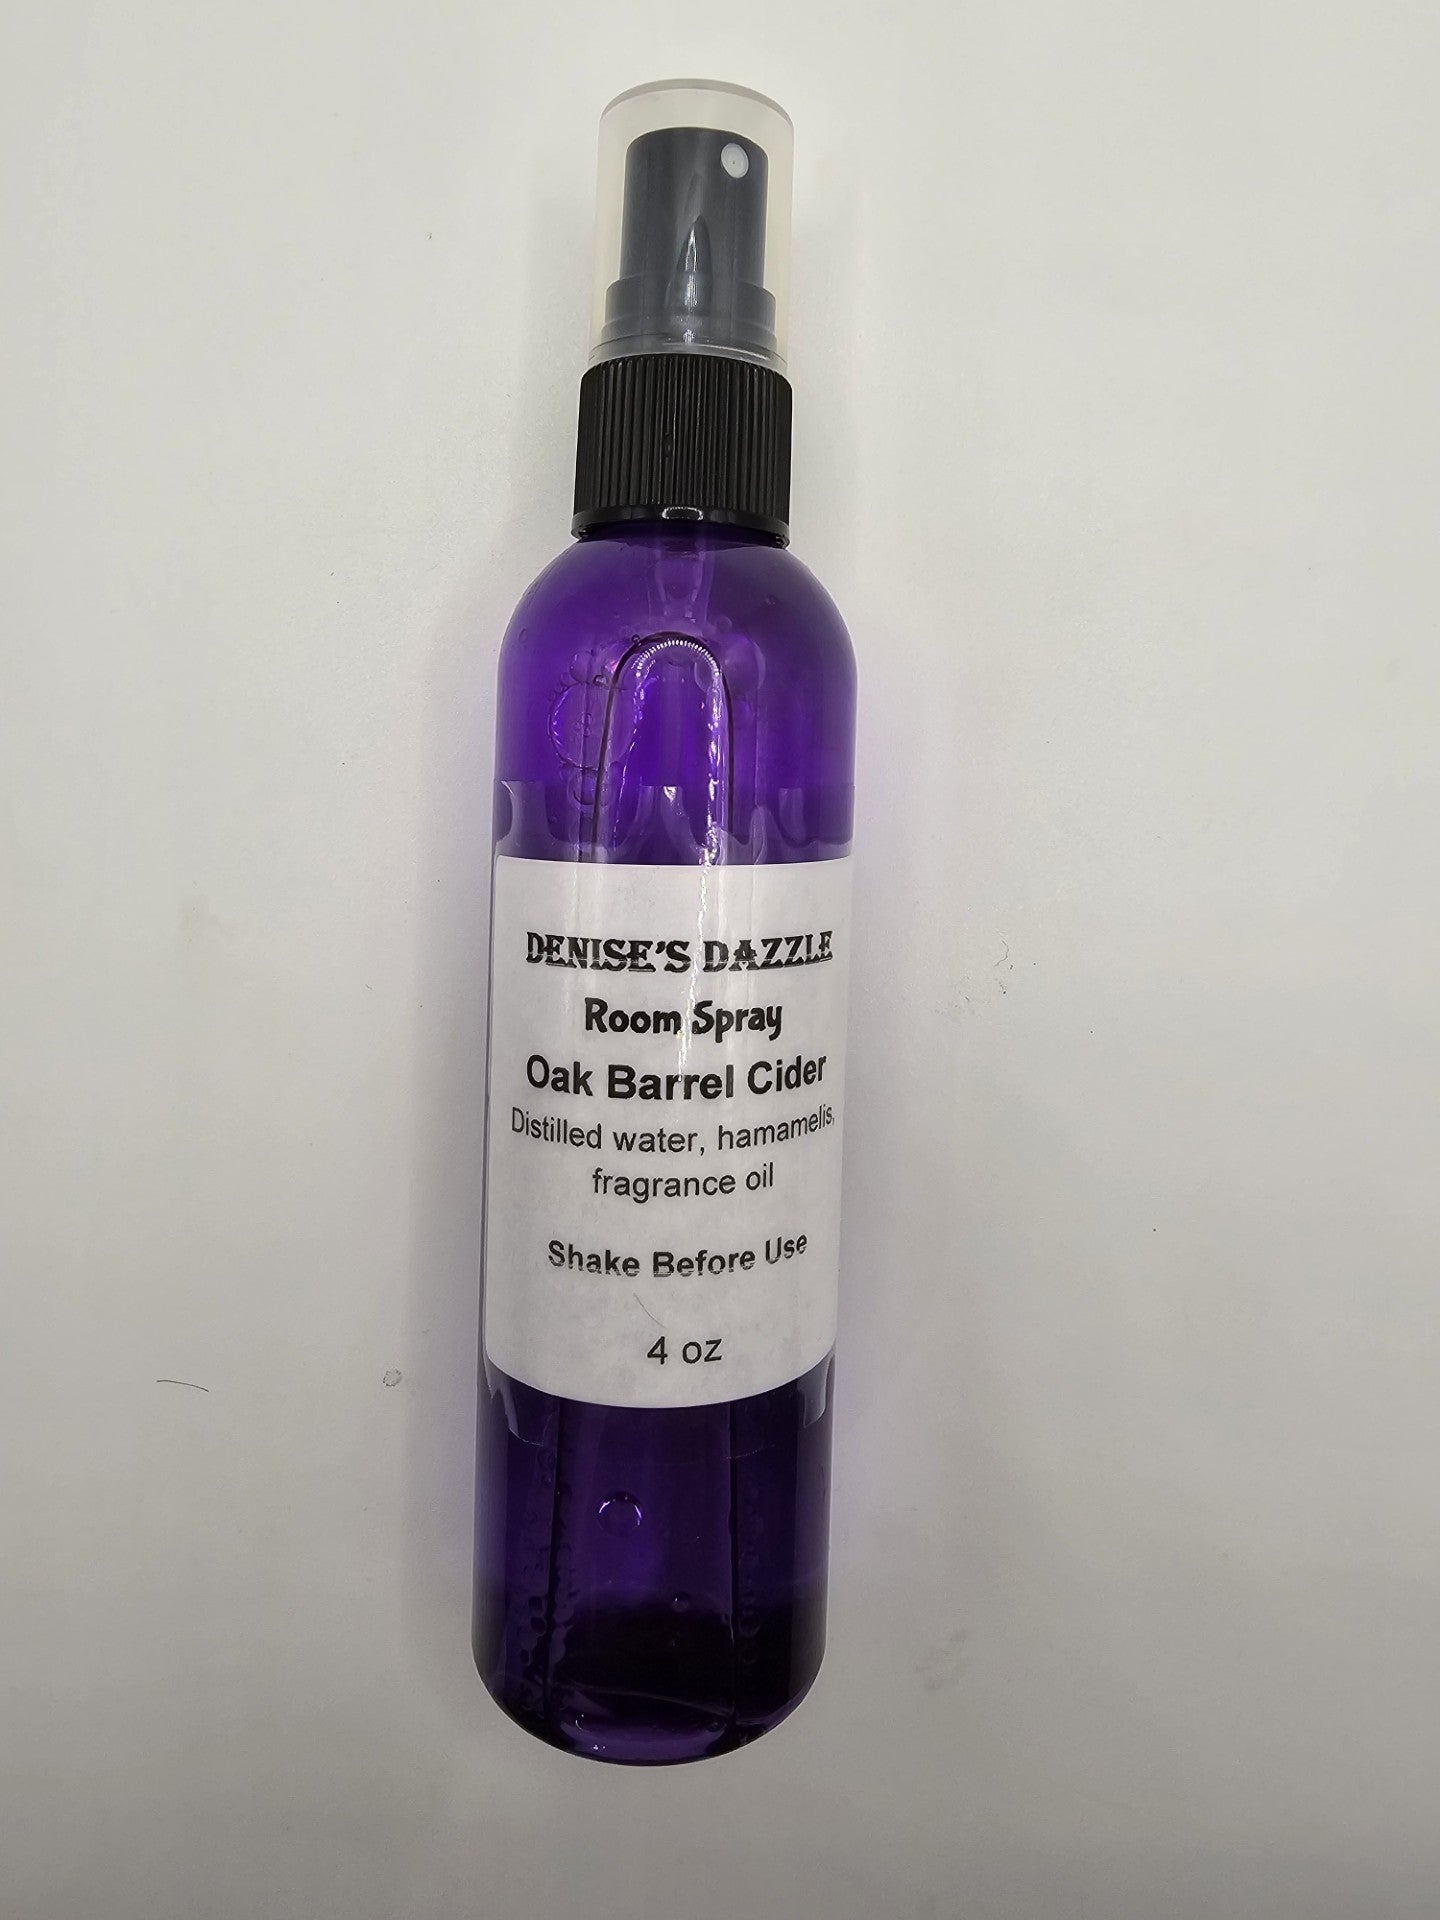 DENISE'S DAZZLE
Room Spray
Oak Barrel Cider
Distilled water, hamamelis,
fragrance oil
Shake Before Use
4 oz